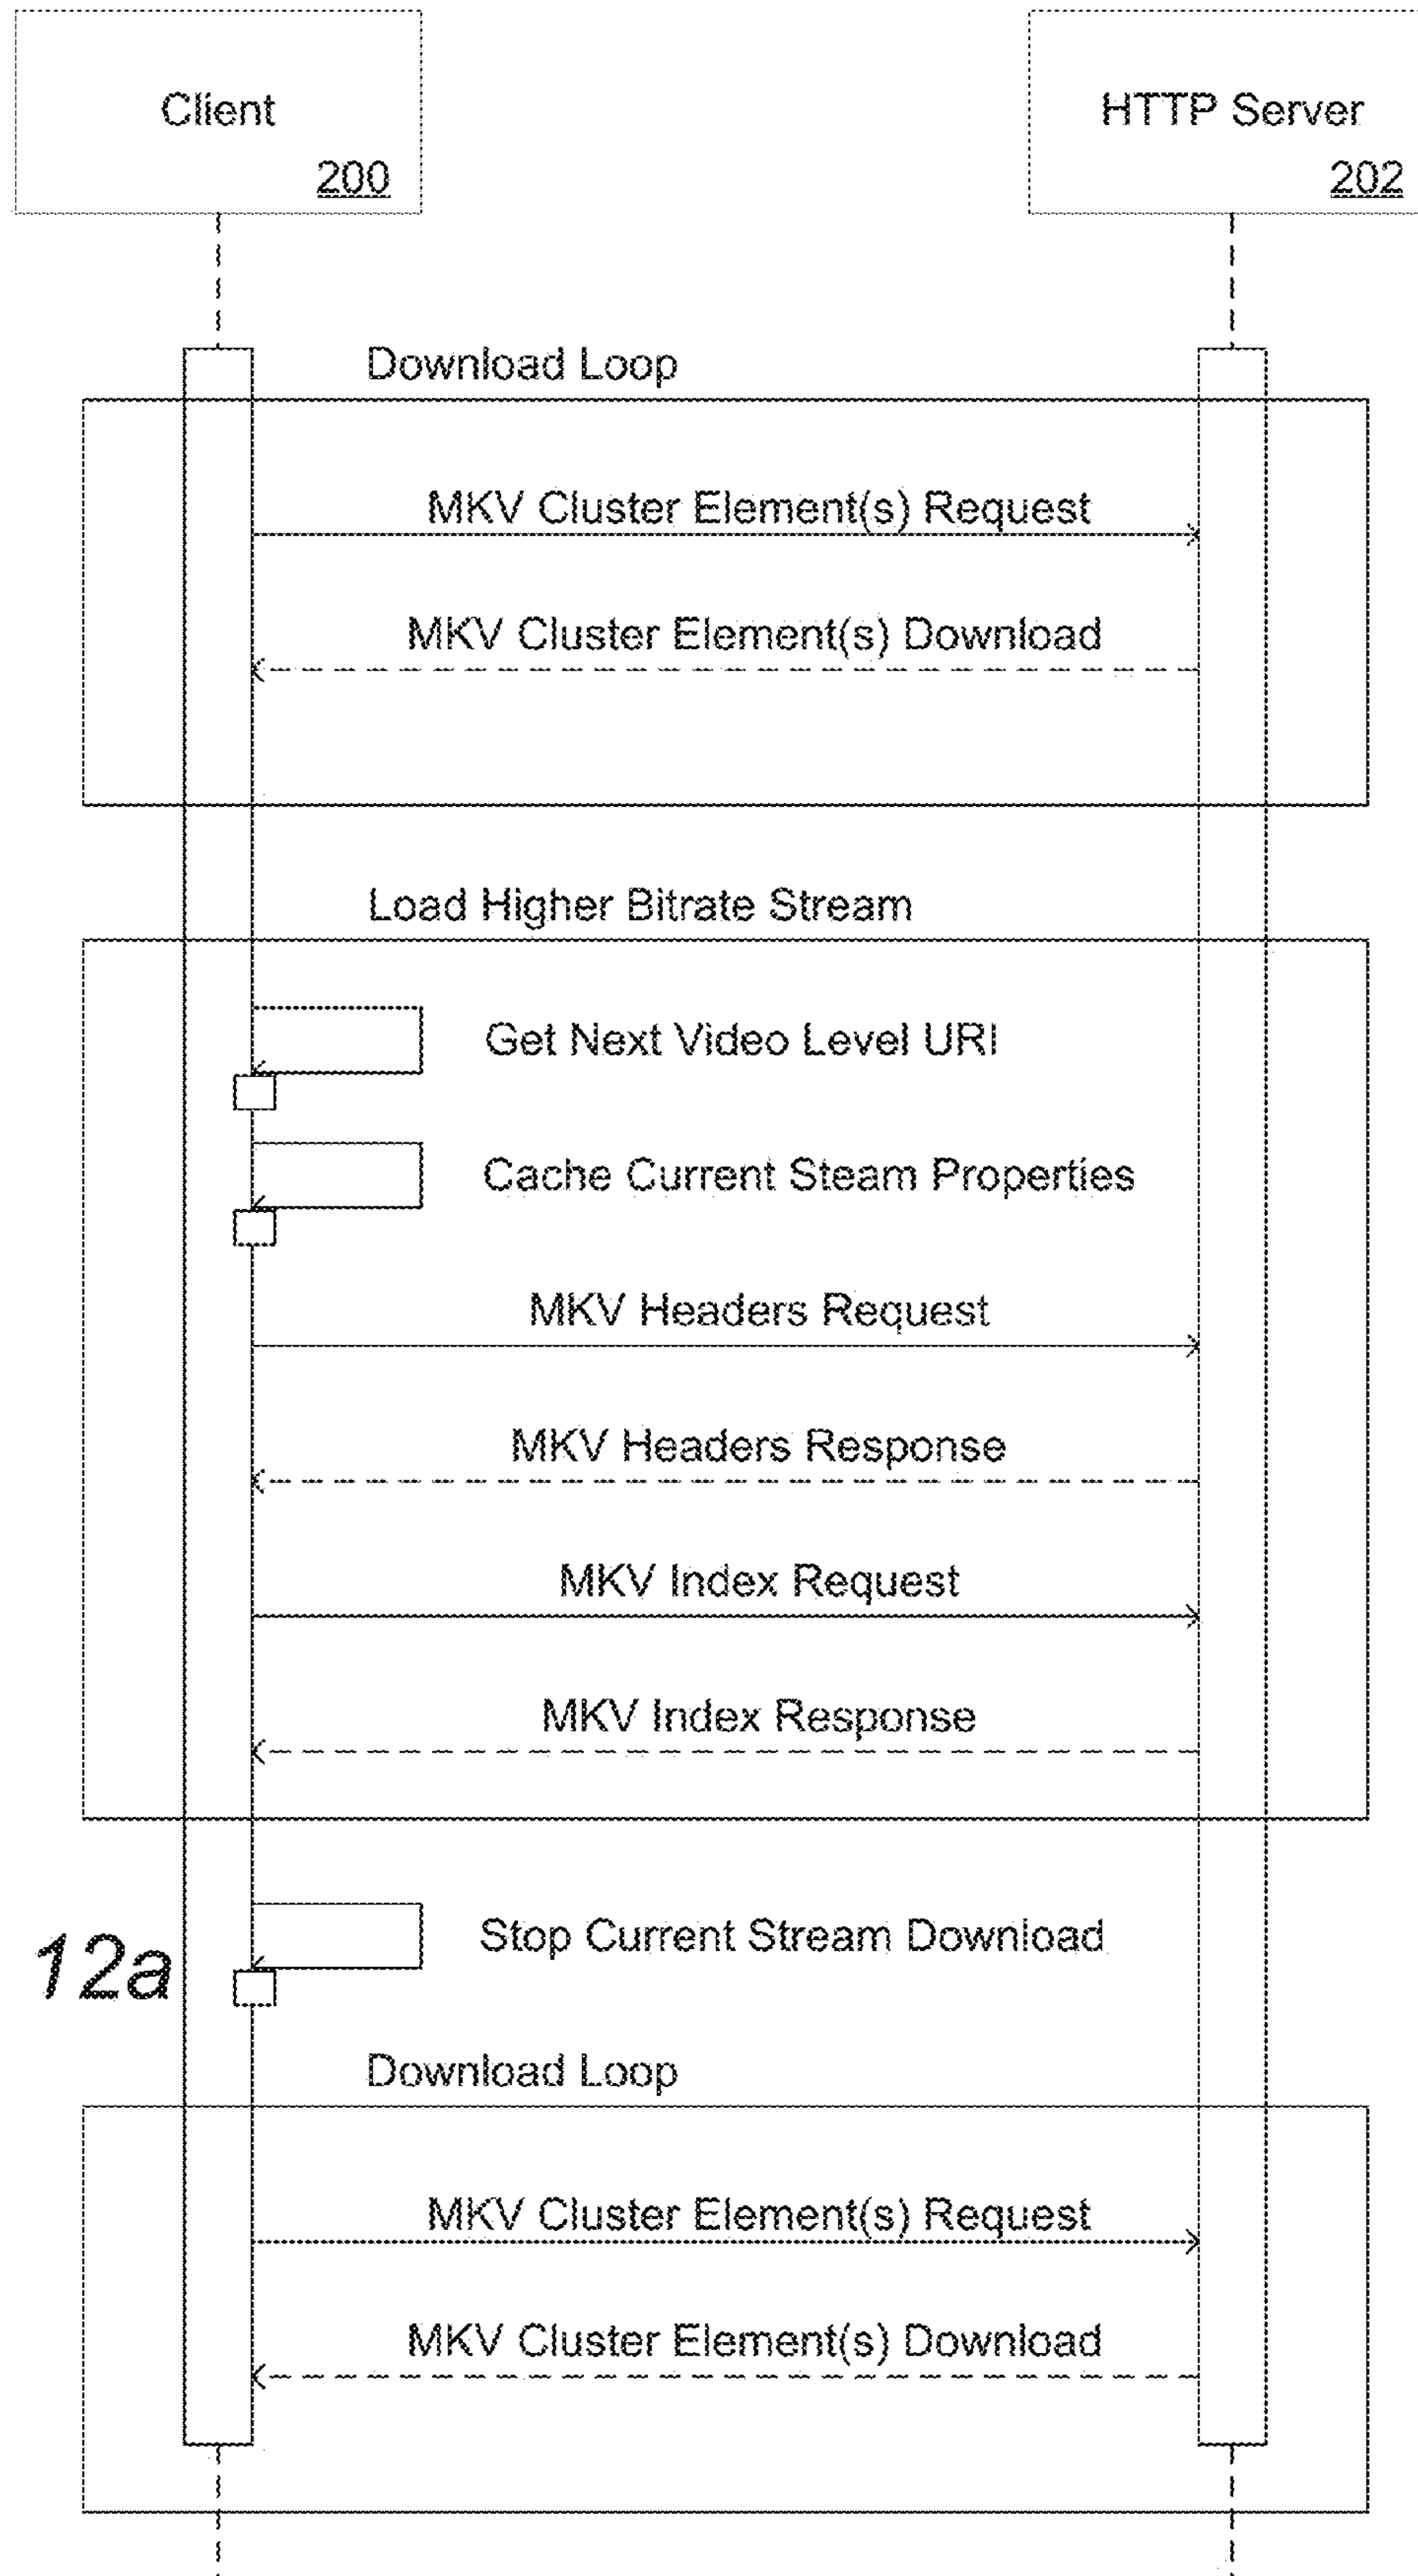 Client
200
HTTP Server
202
Download Loop
MKV Cluster Element(s) Request
MKV Cluster Element(s) Download
Load Higher Bitrate Stream
Get Next Video Level URI
Cache Current Steam Properties
MKV Headers Request
MKV Headers Response
MKV Index Request
MKV Index Response
Stop Current Stream Download
12a
Download Loop
MKV Cluster Element(s) Request
MKV Cluster Element(s) Download